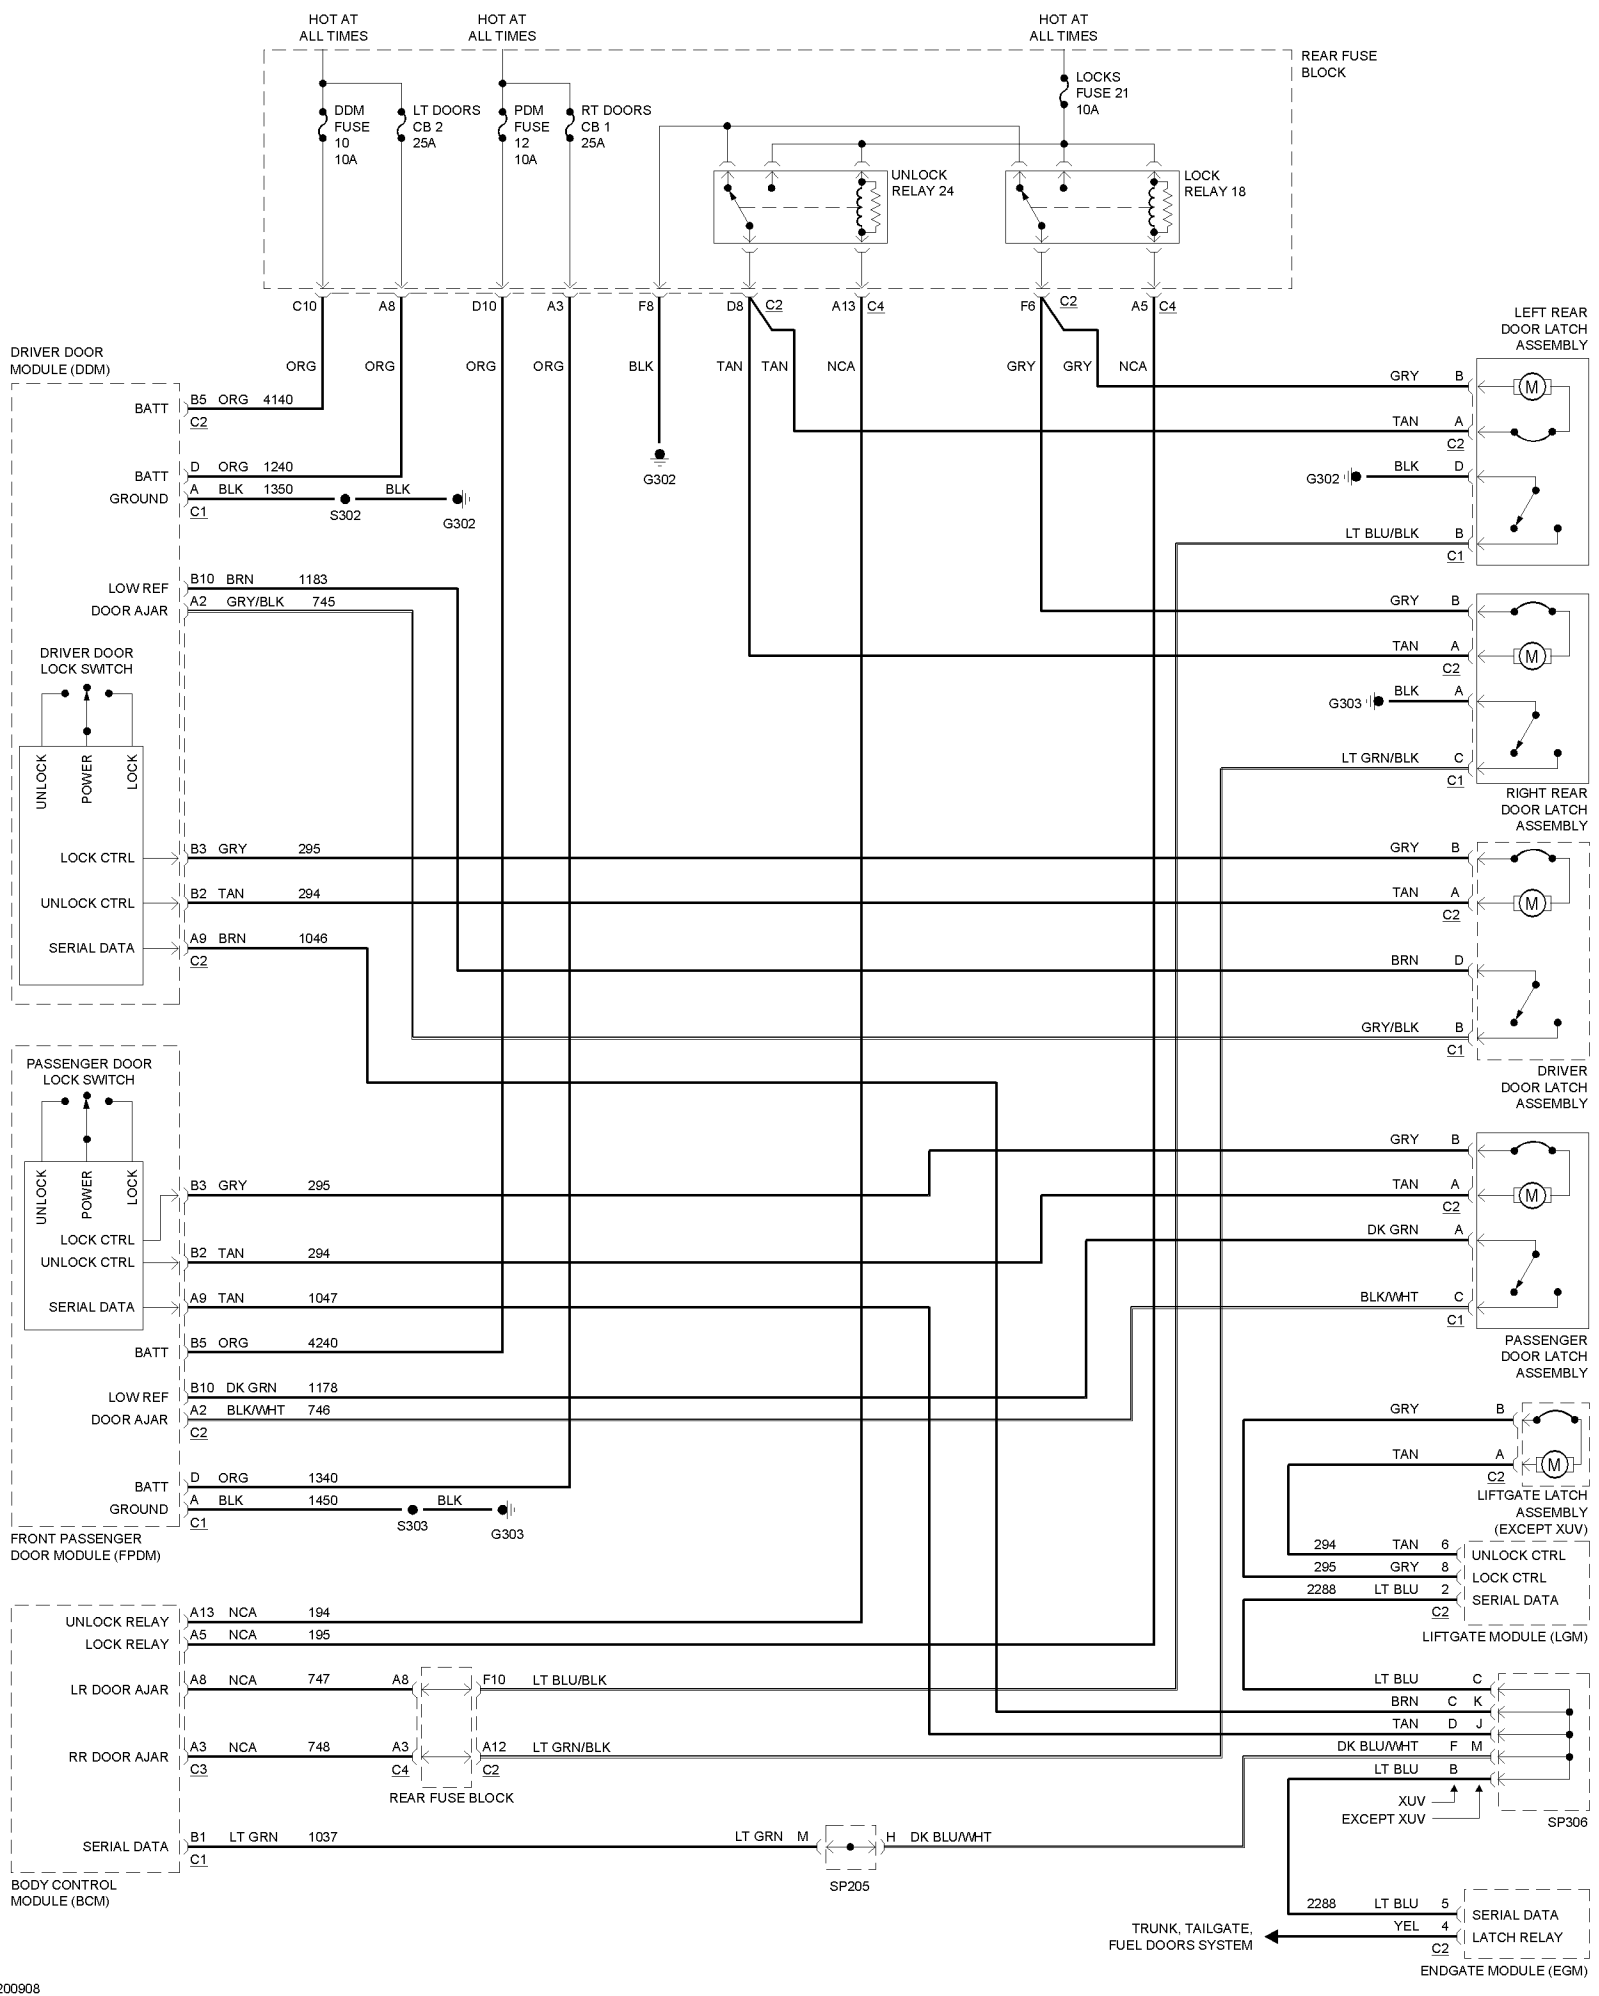 HOT AT
ALL TIMES
HOT AT
ALL TIMES
HOT AT
ALL TIMES
REAR FUSE
BLOCK
DDM
FUSE
10
10A
LT DOORS
CB 2
25A
PDM
FUSE
12
10A
RT DOORS
CB 1
25A
LOCKS
FUSE 21
10A
UNLOCK
RELAY 24
LOCK
RELAY 18
C10
A8
D10
A3
F8
D8
C2
A13
C4
F6
C2
A5
C4
ORG
ORG
ORG
ORG
BLK
TAN
TAN
NCA
GRY
GRY
NCA
G302
DRIVER DOOR
MODULE (DDM)
BATT
B5 ORG 4140
C2
BATT
D ORG 1240
GROUND
A BLK 1350
BLK
C1
S302
G302
LOW REF
B10 BRN 1183
DOOR AJAR
A2 GRY/BLK 745
DRIVER DOOR
LOCK SWITCH
UNLOCK
POWER
LOCK
LOCK CTRL
B3 GRY 295
UNLOCK CTRL
B2 TAN 294
SERIAL DATA
A9 BRN 1046
C2
LEFT REAR
DOOR LATCH
ASSEMBLY
GRY B
M
TAN A
C2
G302
BLK D
LT BLU/BLK B
C1
GRY B
TAN A
M
C2
G303
BLK A
LT GRN/BLK C
C1
RIGHT REAR
DOOR LATCH
ASSEMBLY
GRY B
TAN A
M
C2
BRN D
GRY/BLK B
C1
DRIVER
DOOR LATCH
ASSEMBLY
PASSENGER DOOR
LOCK SWITCH
UNLOCK
POWER
LOCK
B3 GRY 295
LOCK CTRL
UNLOCK CTRL
B2 TAN 294
SERIAL DATA
A9 TAN 1047
BATT
B5 ORG 4240
LOW REF
B10 DK GRN 1178
DOOR AJAR
A2 BLK/WHT 746
C2
BATT
D ORG 1340
GROUND
A BLK 1450
BLK
C1
S303
G303
FRONT PASSENGER
DOOR MODULE (FPDM)
GRY B
TAN A
M
C2
DK GRN A
BLK/WHT C
C1
PASSENGER
DOOR LATCH
ASSEMBLY
GRY B
TAN A
M
C2
LIFTGATE LATCH
ASSEMBLY
(EXCEPT XUV)
294 TAN 6
UNLOCK CTRL
295 GRY 8
LOCK CTRL
2288 LT BLU 2
SERIAL DATA
C2
LIFTGATE MODULE (LGM)
UNLOCK RELAY
A13 NCA 194
LOCK RELAY
A5 NCA 195
LR DOOR AJAR
A8 NCA 747
A8
F10 LT BLU/BLK
RR DOOR AJAR
A3 NCA 748
A3
A12 LT GRN/BLK
C3
C4
C2
REAR FUSE BLOCK
SERIAL DATA
B1 LT GRN 1037
C1
LT GRN M
H DK BLU/WHT
SP205
BODY CONTROL
MODULE (BCM)
LT BLU C
BRN C K
TAN D J
DK BLU/WHT F M
LT BLU B
XUV
EXCEPT XUV
SP306
2288 LT BLU 5
SERIAL DATA
YEL 4
LATCH RELAY
C2
TRUNK, TAILGATE,
FUEL DOORS SYSTEM
ENDGATE MODULE (EGM)
200908